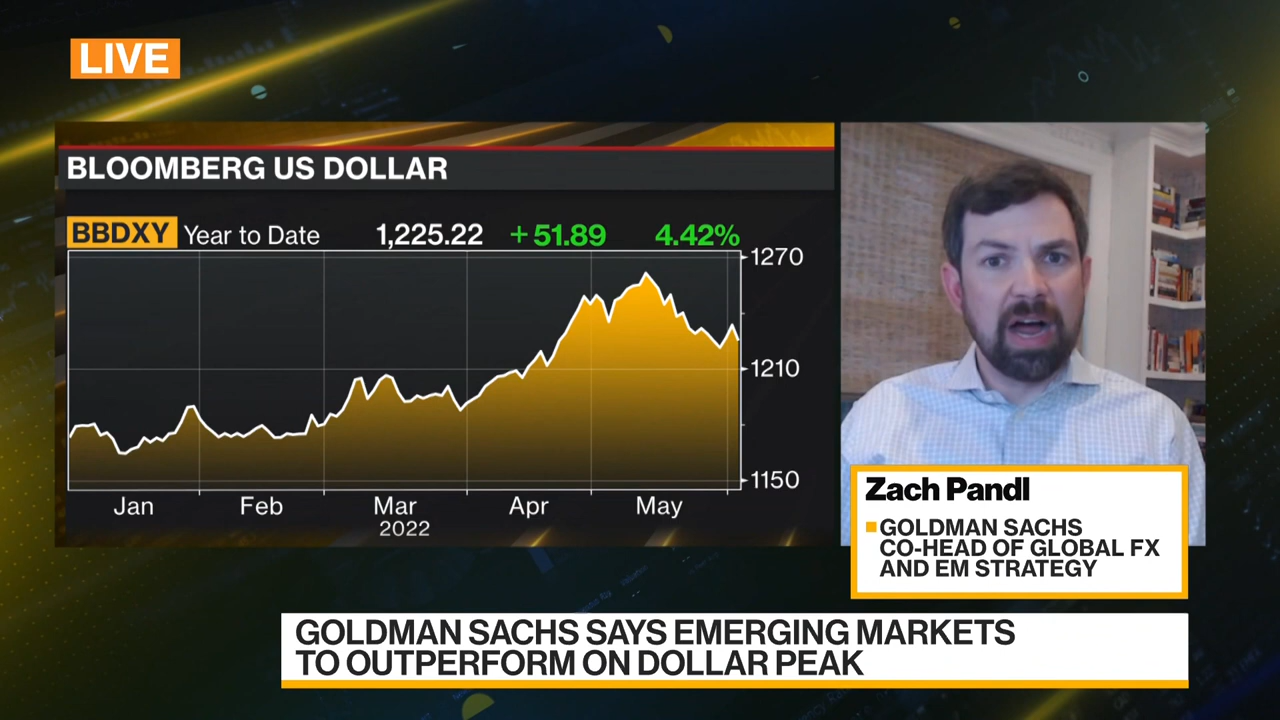 LIVE
BLOOMBERG US DOLLAR
BBDXY Year to Date 1,225.22 +51.89 4.42%
1270
1210
1150
Jan Feb Mar Apr May
2022
Zach Pandl
GOLDMAN SACHS
CO-HEAD OF GLOBAL FX
AND EM STRATEGY
GOLDMAN SACHS SAYS EMERGING MARKETS
TO OUTPERFORM ON DOLLAR PEAK